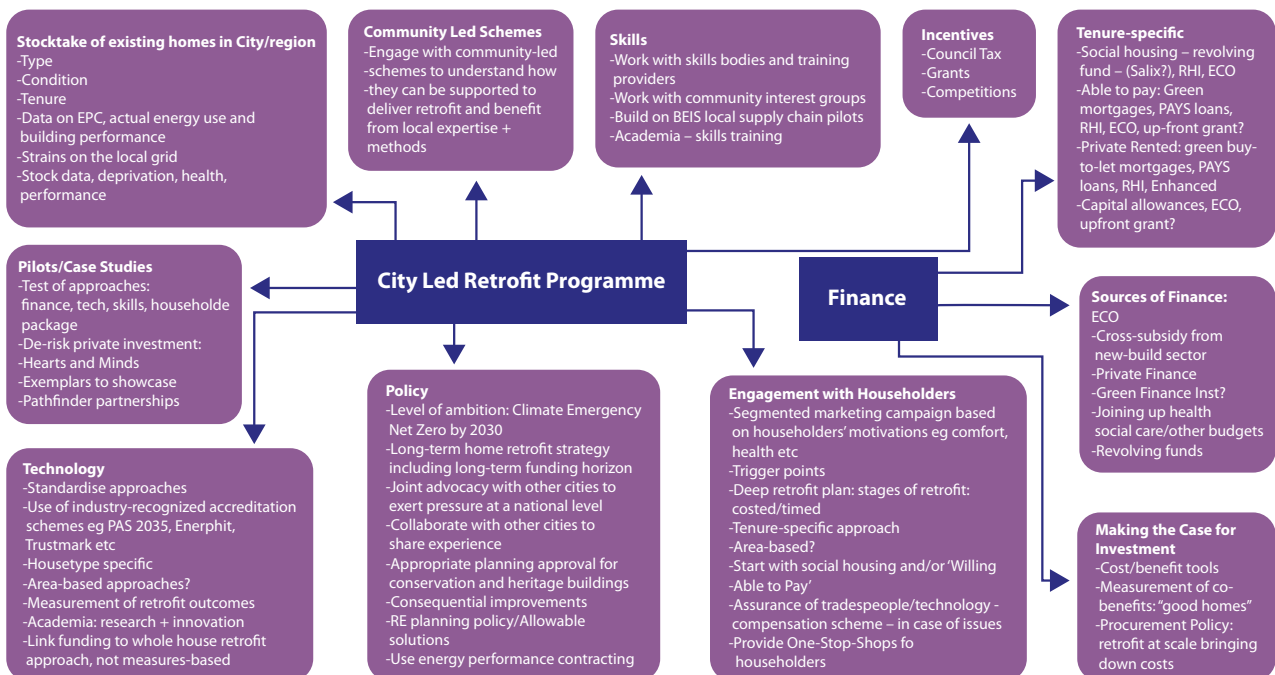 Stocktake of existing homes in City/region
-Type
-Condition
-Tenure
-Data on EPC, actual energy use and
building performance
-Strains on the local grid
-Stock data, deprivation, health,
performance
Community Led Schemes
-Engage with community-led
-schemes to understand how
-they can be supported to
deliver retrofit and benefit
from local expertise +
methods
Skills
-Work with skills bodies and training
providers
-Work with community interest groups
-Build on BEIS local supply chain pilots
-Academia – skills training
Incentives
-Council Tax
-Grants
-Competitions
Tenure-specific
-Social housing – revolving
fund – (Salix?), RHI, ECO
-Able to pay: Green
mortgages, PAYS loans,
RHI, ECO, up-front grant?
-Private Rented: green buy-
to-let mortgages, PAYS
loans, RHI, Enhanced
-Capital allowances, ECO,
upfront grant?
City Led Retrofit Programme
Finance
Pilots/Case Studies
-Test of approaches:
finance, tech, skills, householde
package
-De-risk private investment:
-Hearts and Minds
-Exemplars to showcase
-Pathfinder partnerships
Sources of Finance:
ECO
-Cross-subsidy from
new-build sector
-Private Finance
-Green Finance Inst?
-Joining up health
social care/other budgets
-Revolving funds
Technology
-Standardise approaches
-Use of industry-recognized accreditation
schemes eg PAS 2035, Enerphit,
Trustmark etc
-Housetype specific
-Area-based approaches?
-Measurement of retrofit outcomes
-Academia: research + innovation
-Link funding to whole house retrofit
approach, not measures-based
Policy
-Level of ambition: Climate Emergency
Net Zero by 2030
-Long-term home retrofit strategy
including long-term funding horizon
-Joint advocacy with other cities to
exert pressure at a national level
-Collaborate with other cities to
share experience
-Appropriate planning approval for
conservation and heritage buildings
-Consequential improvements
-RE planning policy/Allowable
solutions
-Use energy performance contracting
Engagement with Householders
-Segmented marketing campaign based
on householders' motivations eg comfort,
health etc
-Trigger points
-Deep retrofit plan: stages of retrofit:
costed/timed
-Tenure-specific approach
-Area-based?
-Start with social housing and/or 'Willing
-Able to Pay'
-Assurance of tradespeople/technology -
compensation scheme – in case of issues
-Provide One-Stop-Shops fo
householders
Making the Case for
Investment
-Cost/benefit tools
-Measurement of co-
benefits: "good homes"
-Procurement Policy:
retrofit at scale bringing
down costs